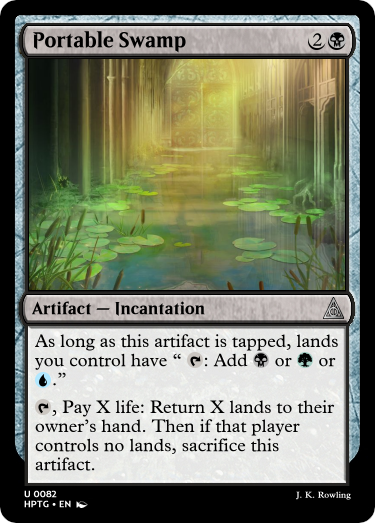 Portable Swamp 2
Artifact — Incantation
As long as this artifact is tapped, lands
you control have “ : Add or or
.”
, Pay X life: Return X lands to their
owner's hand. Then if that player
controls no lands, sacrifice this
artifact.
U 0082
HPTG • EN J. K. Rowling